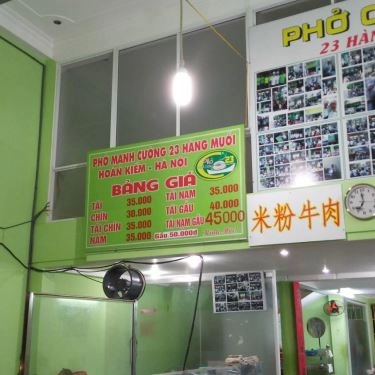 PHỞ C
23 HÀN
PHỞ MẠNH CƯỜNG 23 HÀNG MUỐI
HOÀN KIẾM - HÀ NỘI
BẢNG GIÁ
TÁI 35.000
CHÍN 30.000
TÁI CHÍN 35.000
NẠM 35.000
TÁI NẠM 35.000
TÁI GẦU 40.000
TÁI NẠM GẦU 45000
Gầu 50.000đ
23
米粉牛肉